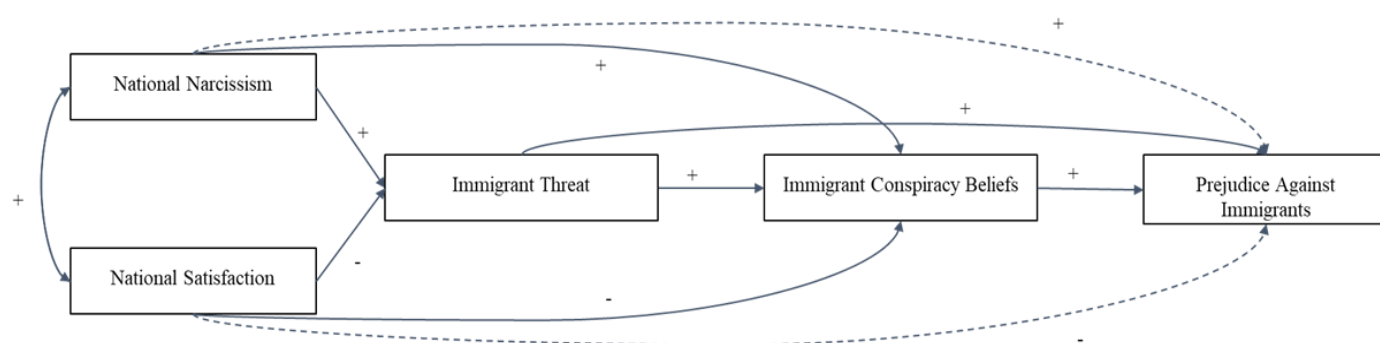 +
+
National Narcissism
+
+
+
Immigrant Threat
+
Immigrant Conspiracy Beliefs
+
Prejudice Against
Immigrants
+
National Satisfaction
-
-
-